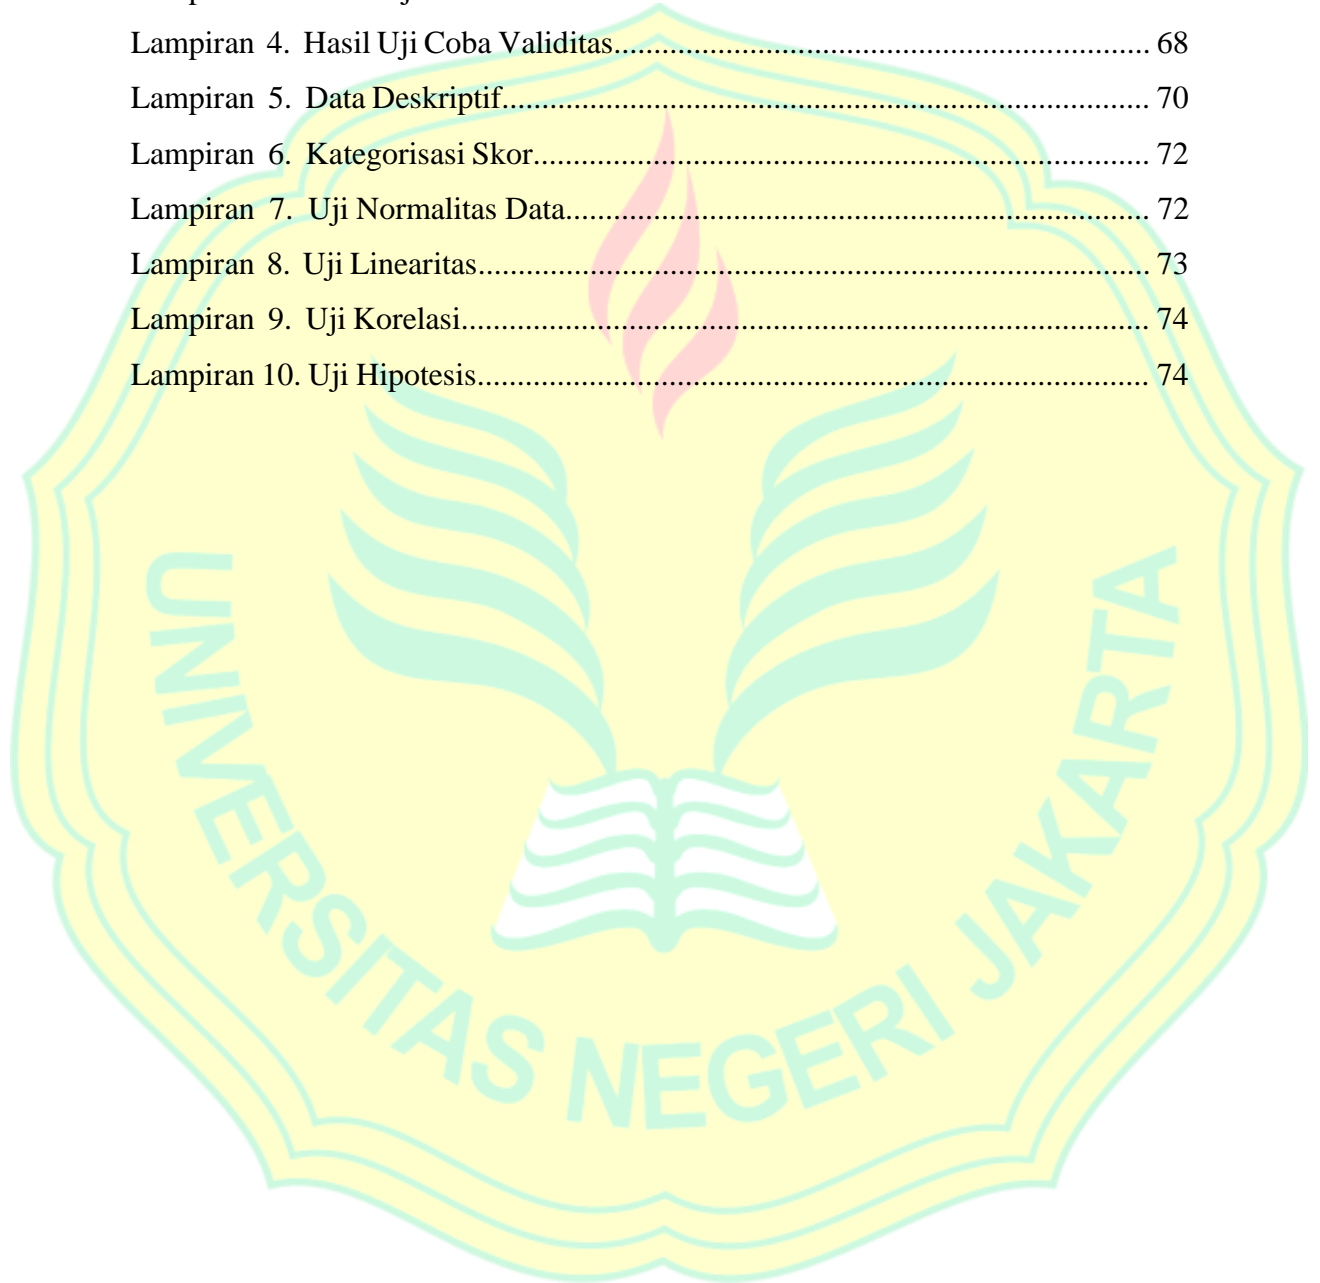 Lampiran 4. Hasil Uji Coba Validitas.................................................................... 68
Lampiran 5. Data Deskriptif................................................................................. 70
Lampiran 6. Kategorisasi Skor............................................................................. 72
Lampiran 7. Uji Normalitas Data......................................................................... 72
Lampiran 8. Uji Linearitas.................................................................................... 73
Lampiran 9. Uji Korelasi...................................................................................... 74
Lampiran 10. Uji Hipotesis.................................................................................... 74
UNIVERSITAS NEGERI JAKARTA